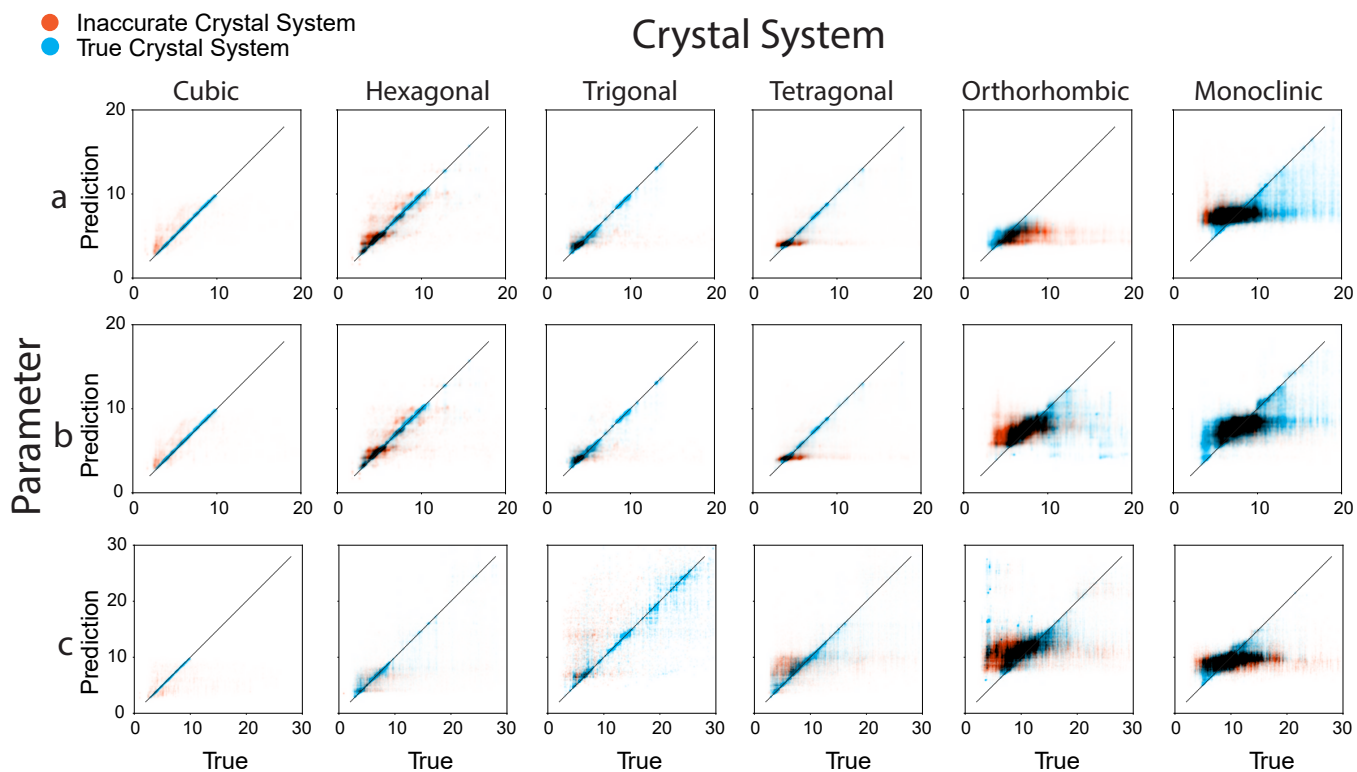 Inaccurate Crystal System
True Crystal System
Crystal System
Cubic Hexagonal Trigonal Tetragonal Orthorhombic Monoclinic
Parameter
a
Prediction
20
10
0
0 10 20 0 10 20 0 10 20 0 10 20 0 10 20 0 10 20
b
Prediction
20
10
0
0 10 20 0 10 20 0 10 20 0 10 20 0 10 20 0 10 20
c
Prediction
30
20
10
0
0 10 20 30 0 10 20 30 0 10 20 30 0 10 20 30 0 10 20 30 0 10 20 30
True True True True True True